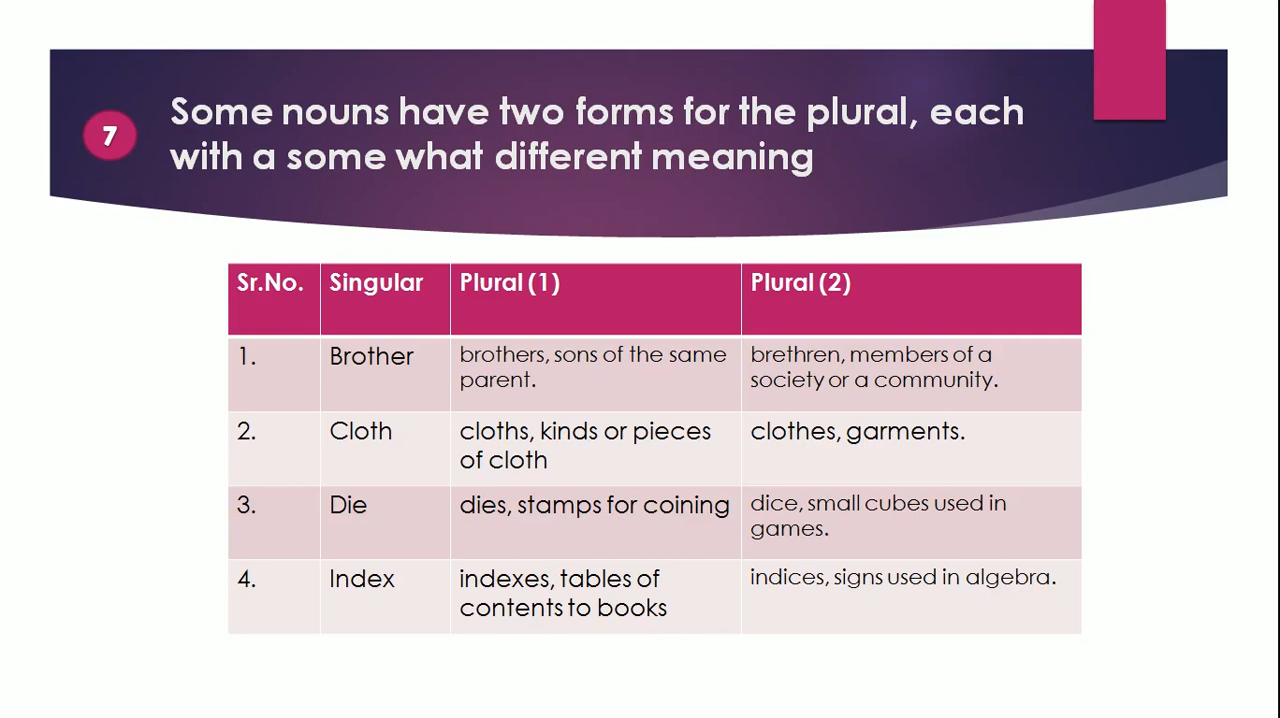 7
Some nouns have two forms for the plural, each
with a some what different meaning
Sr.No. Singular Plural (1) Plural (2)
1. Brother brothers, sons of the same
parent. brethren, members of a
society or a community.
2. Cloth cloths, kinds or pieces
of cloth clothes, garments.
3. Die dies, stamps for coining dice, small cubes used in
games.
4. Index indexes, tables of
contents to books indices, signs used in algebra.